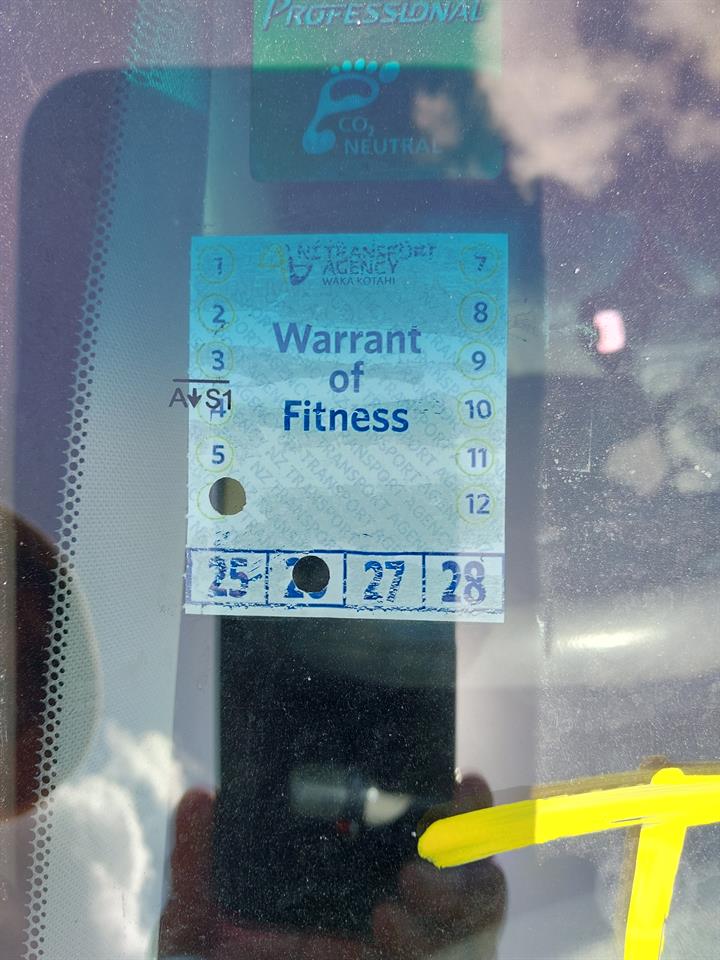 PROFESSIONAL
CO₂
NEUTRAL
NZ TRANSPORT
AGENCY
WAKA KOTAHI
1
7
2
8
Warrant
of
Fitness
3
9
A↓S1
4
10
5
11
12
25
27
28